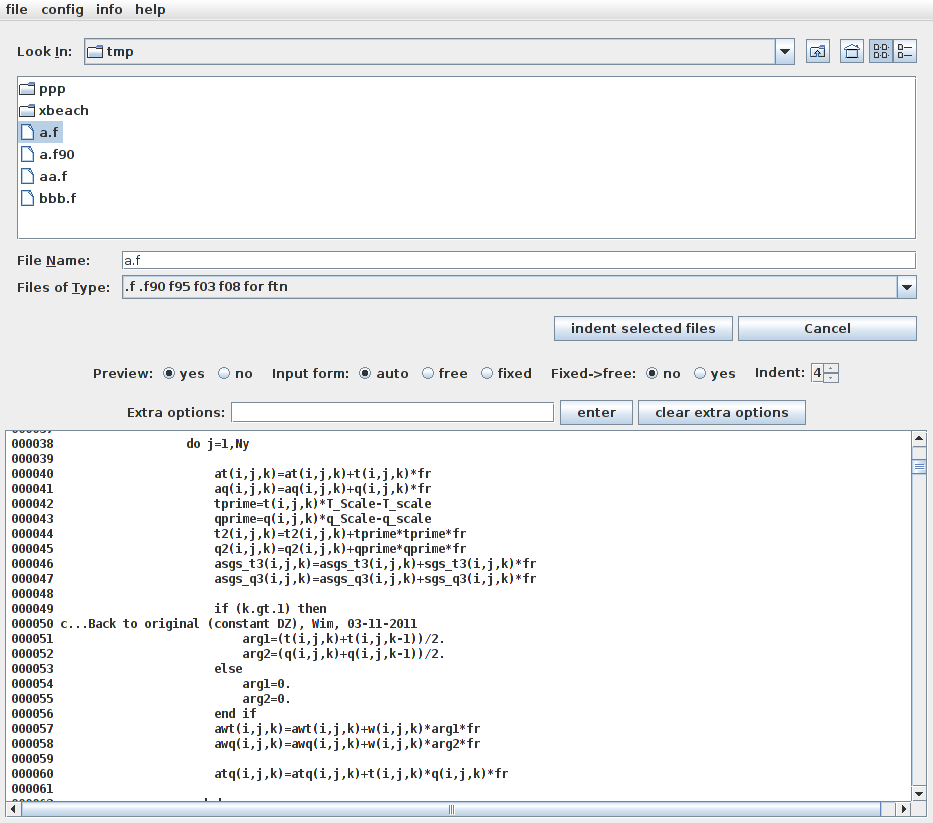 file config info help
Look In: tmp
ppp
xbeach
a.f
a.f90
aa.f
bbb.f
File Name: a.f
Files of Type: .f .f90 f95 f03 f08 for ftn
indent selected files Cancel
Preview: yes no Input form: auto free fixed Fixed->free: no yes Indent: 4
Extra options: enter clear extra options
000038 do j=1,Ny
000039
000040 at(i,j,k)=at(i,j,k)+t(i,j,k)*fr
000041 aq(i,j,k)=aq(i,j,k)+q(i,j,k)*fr
000042 tprime=t(i,j,k)*T_Scale-T_scale
000043 qprime=q(i,j,k)*q_Scale-q_scale
000044 t2(i,j,k)=t2(i,j,k)+tprime*tprime*fr
000045 q2(i,j,k)=q2(i,j,k)+qprime*qprime*fr
000046 asgs_t3(i,j,k)=asgs_t3(i,j,k)+sgs_t3(i,j,k)*fr
000047 asgs_q3(i,j,k)=asgs_q3(i,j,k)+sgs_q3(i,j,k)*fr
000048
000049 if (k.gt.1) then
000050 c...Back to original (constant DZ), Wim, 03-11-2011
000051 arg1=(t(i,j,k)+t(i,j,k-1))/2.
000052 arg2=(q(i,j,k)+q(i,j,k-1))/2.
000053 else
000054 arg1=0.
000055 arg2=0.
000056 end if
000057 awt(i,j,k)=awt(i,j,k)+w(i,j,k)*arg1*fr
000058 awq(i,j,k)=awq(i,j,k)+w(i,j,k)*arg2*fr
000059
000060 atq(i,j,k)=atq(i,j,k)+t(i,j,k)*q(i,j,k)*fr
000061